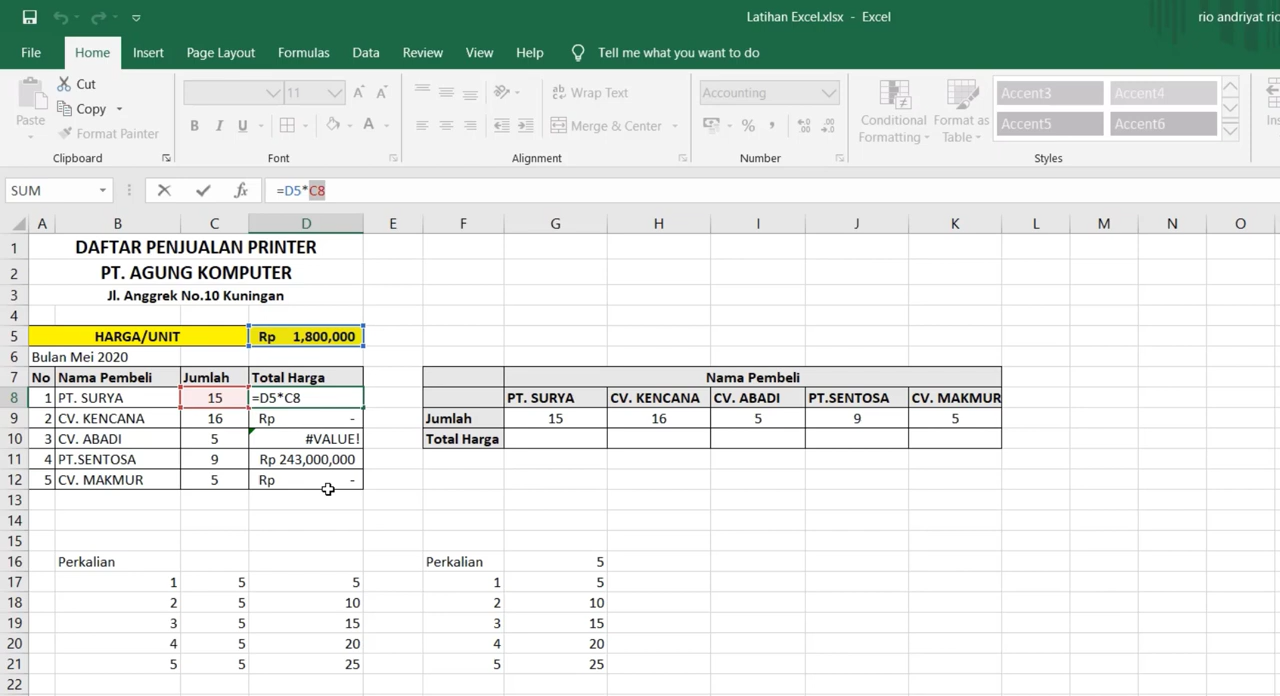 Latihan Excel.xlsx - Excel
rio andriyat rio
File Home Insert Page Layout Formulas Data Review View Help Tell me what you want to do
Paste
Cut
Copy
Format Painter
Clipboard
11
B I U
Font
Wrap Text
Merge & Center
Alignment
Accounting
Number
Conditional Formatting
Format as Table
Accent3 Accent4
Accent5 Accent6
Styles
Ins
SUM =D5*C8
A B C D E F G H I J K L M N O
1 DAFTAR PENJUALAN PRINTER
2 PT. AGUNG KOMPUTER
3 Jl. Anggrek No.10 Kuningan
4
5 HARGA/UNIT Rp 1,800,000
6 Bulan Mei 2020
7 No Nama Pembeli Jumlah Total Harga Nama Pembeli
8 1 PT. SURYA 15 =D5*C8 PT. SURYA CV. KENCANA CV. ABADI PT.SENTOSA CV. MAKMUR
9 2 CV. KENCANA 16 Rp - Jumlah 15 16 5 9 5
10 3 CV. ABADI 5 #VALUE! Total Harga
11 4 PT.SENTOSA 9 Rp 243,000,000
12 5 CV. MAKMUR 5 Rp -
13
14
15
16 Perkalian Perkalian 5
17 1 5 5 1 5
18 2 5 10 2 10
19 3 5 15 3 15
20 4 5 20 4 20
21 5 5 25 5 25
22